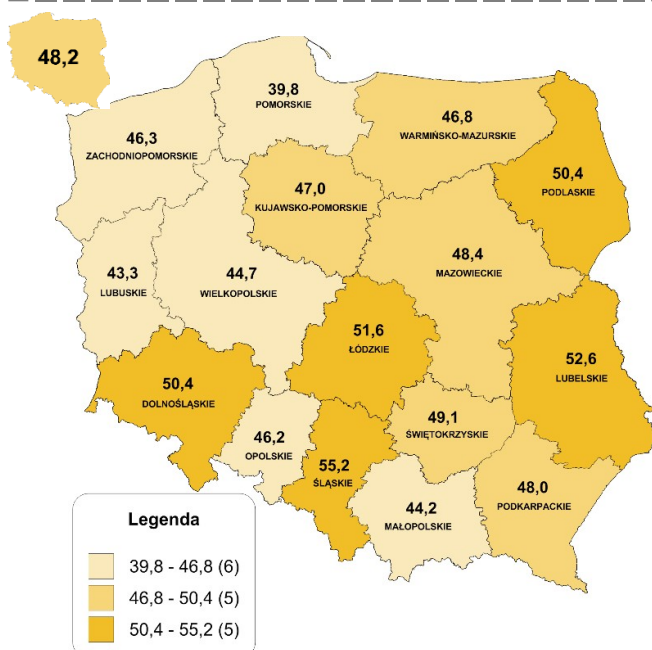 48,2
39,8
POMORSKIE
46,3
ZACHODNIOPOMORSKIE
46,8
WARMIŃSKO-MAZURSKIE
50,4
PODLASKIE
47,0
KUJAWSKO-POMORSKIE
48,4
MAZOWIECKIE
43,3
LUBUSKIE
44,7
WIELKOPOLSKIE
51,6
ŁÓDZKIE
52,6
LUBELSKIE
50,4
DOLNOŚLĄSKIE
46,2
OPOLSKIE
55,2
ŚLĄSKIE
49,1
ŚWIĘTOKRZYSKIE
44,2
MAŁOPOLSKIE
48,0
PODKARPACKIE
Legenda
39,8 - 46,8 (6)
46,8 - 50,4 (5)
50,4 - 55,2 (5)